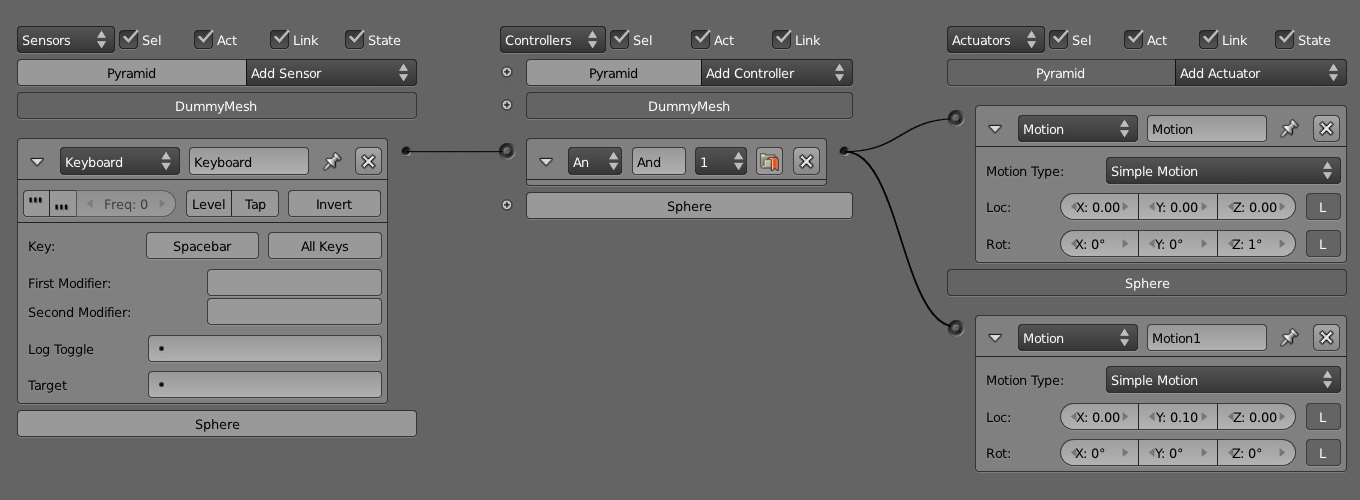 Sensors Sel Act Link State
Pyramid Add Sensor
DummyMesh
Keyboard Keyboard
Freq: 0 Level Tap Invert
Key: Spacebar All Keys
First Modifier:
Second Modifier:
Log Toggle
Target
Sphere
Controllers Sel Act Link
Pyramid Add Controller
DummyMesh
An And 1
Sphere
Actuators Sel Act Link State
Pyramid Add Actuator
Motion Motion
Motion Type: Simple Motion
Loc: X: 0.00 Y: 0.00 Z: 0.00 L
Rot: X: 0° Y: 0° Z: 1° L
Sphere
Motion Motion1
Motion Type: Simple Motion
Loc: X: 0.00 Y: 0.10 Z: 0.00 L
Rot: X: 0° Y: 0° Z: 0° L